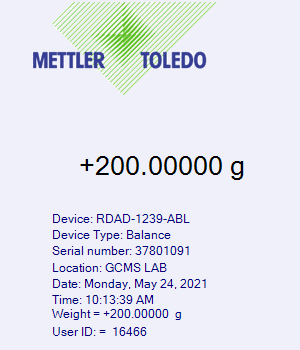 METTLER TOLEDO
+200.00000 g
Device: RDAD-1239-ABL
Device Type: Balance
Serial number: 37801091
Location: GCMS LAB
Date: Monday, May 24, 2021
Time: 10:13:39 AM
Weight = +200.00000 g
User ID: = 16466